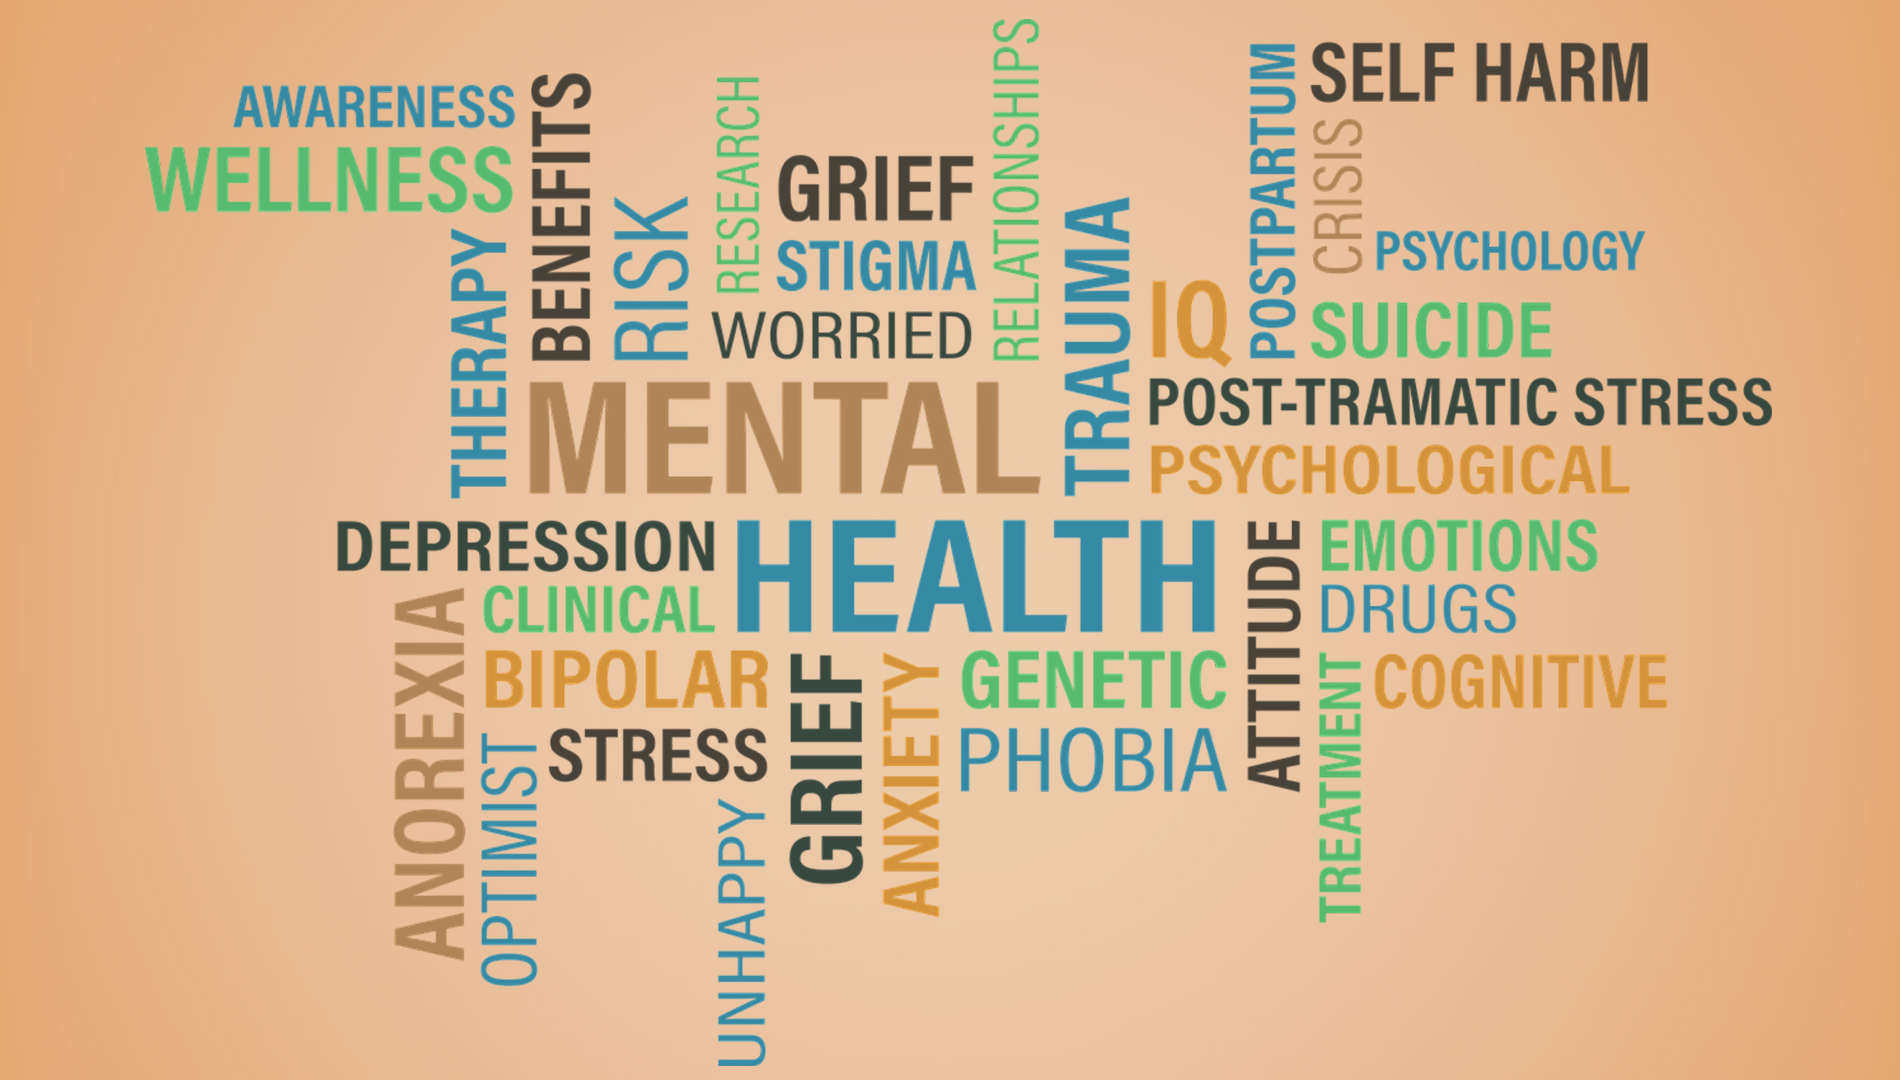 RELATIONSHIPS
SELF HARM
POSTPARTUM
AWARENESS
BENEFITS
RESEARCH
CRISIS
WELLNESS
GRIEF
RISK
TRAUMA
THERAPY
STIGMA
PSYCHOLOGY
IQ
SUICIDE
WORRIED
MENTAL
POST-TRAMATIC STRESS
PSYCHOLOGICAL
DEPRESSION
HEALTH
ATTITUDE
EMOTIONS
CLINICAL
DRUGS
ANOREXIA
BIPOLAR
GRIEF
ANXIETY
GENETIC
TREATMENT
COGNITIVE
STRESS
PHOBIA
OPTIMIST
UNHAPPY